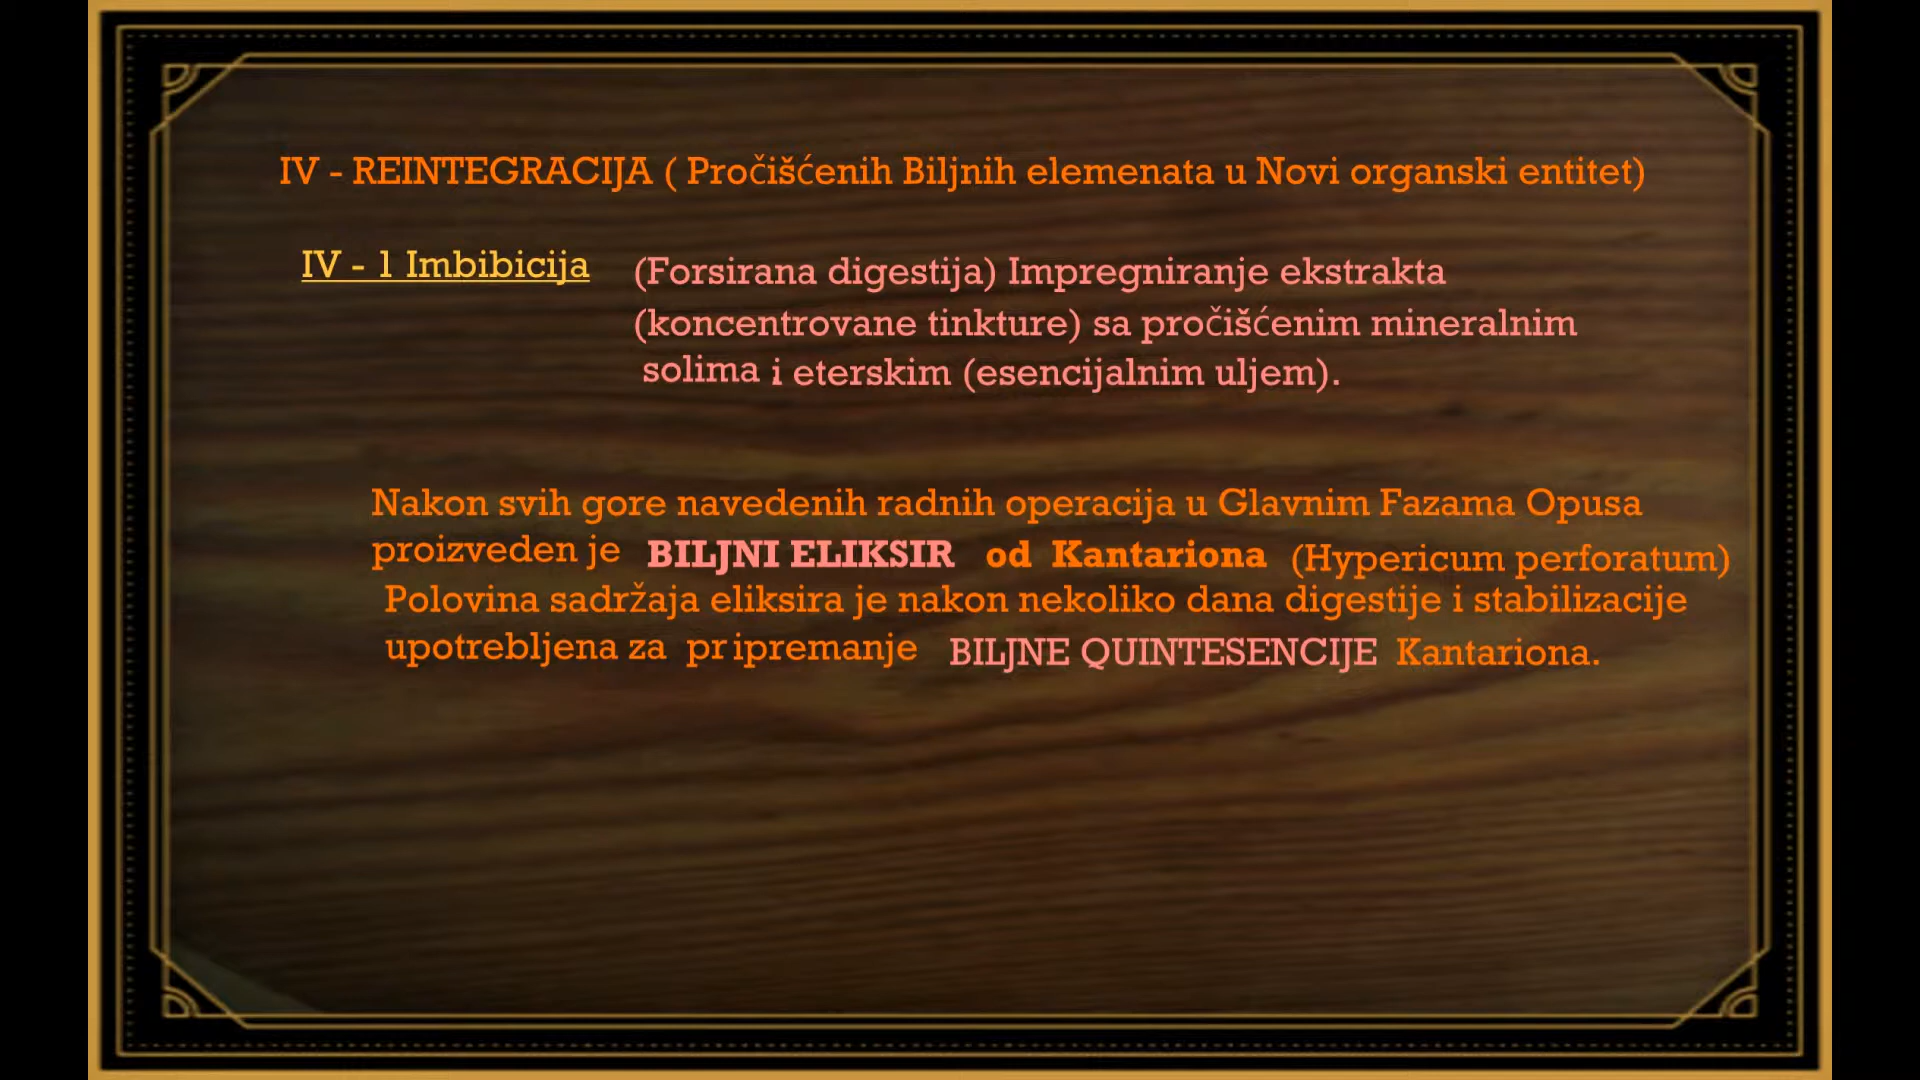 IV - REINTEGRACIJA ( Pročišćenih Biljnih elemenata u Novi organski entitet)
IV - 1 Imbibicija (Forsirana digestija) Impregniranje ekstrakta
(koncentrovane tinkture) sa pročišćenim mineralnim
solima i eterskim (esencijalnim uljem).
Nakon svih gore navedenih radnih operacija u Glavnim Fazama Opusa
proizveden je BILJNI ELIKSIR od Kantariona (Hypericum perforatum)
Polovina sadržaja eliksira je nakon nekoliko dana digestije i stabilizacije
upotrebljena za pripremanje BILJNE QUINTESENCIJE Kantariona.